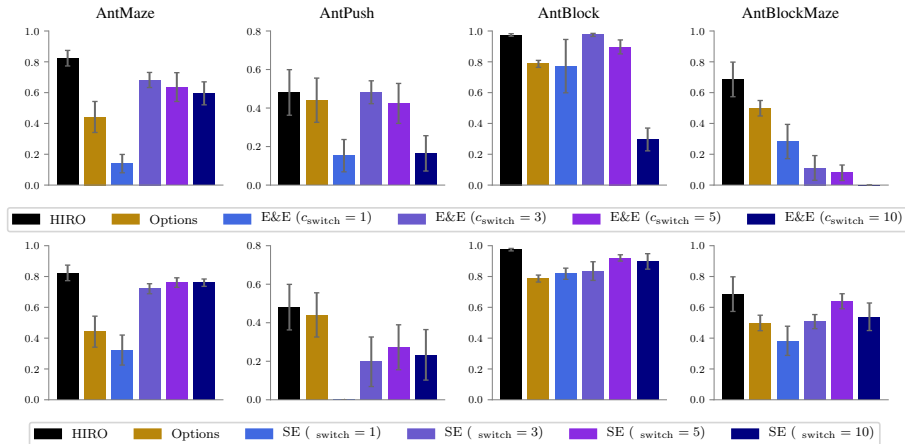 AntMaze AntPush AntBlock AntBlockMaze
1.0 0.8 1.0 1.0
0.8 0.6 0.8 0.8
0.6 0.4 0.6 0.6
0.4 0.2 0.4 0.4
0.2 0.2 0.2
0.0 0.0 0.0 0.0
HIRO Options E&E (c_switch = 1) E&E (c_switch = 3) E&E (c_switch = 5) E&E (c_switch = 10)
1.0 0.8 1.0 1.0
0.8 0.6 0.8 0.8
0.6 0.4 0.6 0.6
0.4 0.2 0.4 0.4
0.2 0.2 0.2
0.0 0.0 0.0 0.0
HIRO Options SE ( switch = 1) SE ( switch = 3) SE ( switch = 5) SE ( switch = 10)